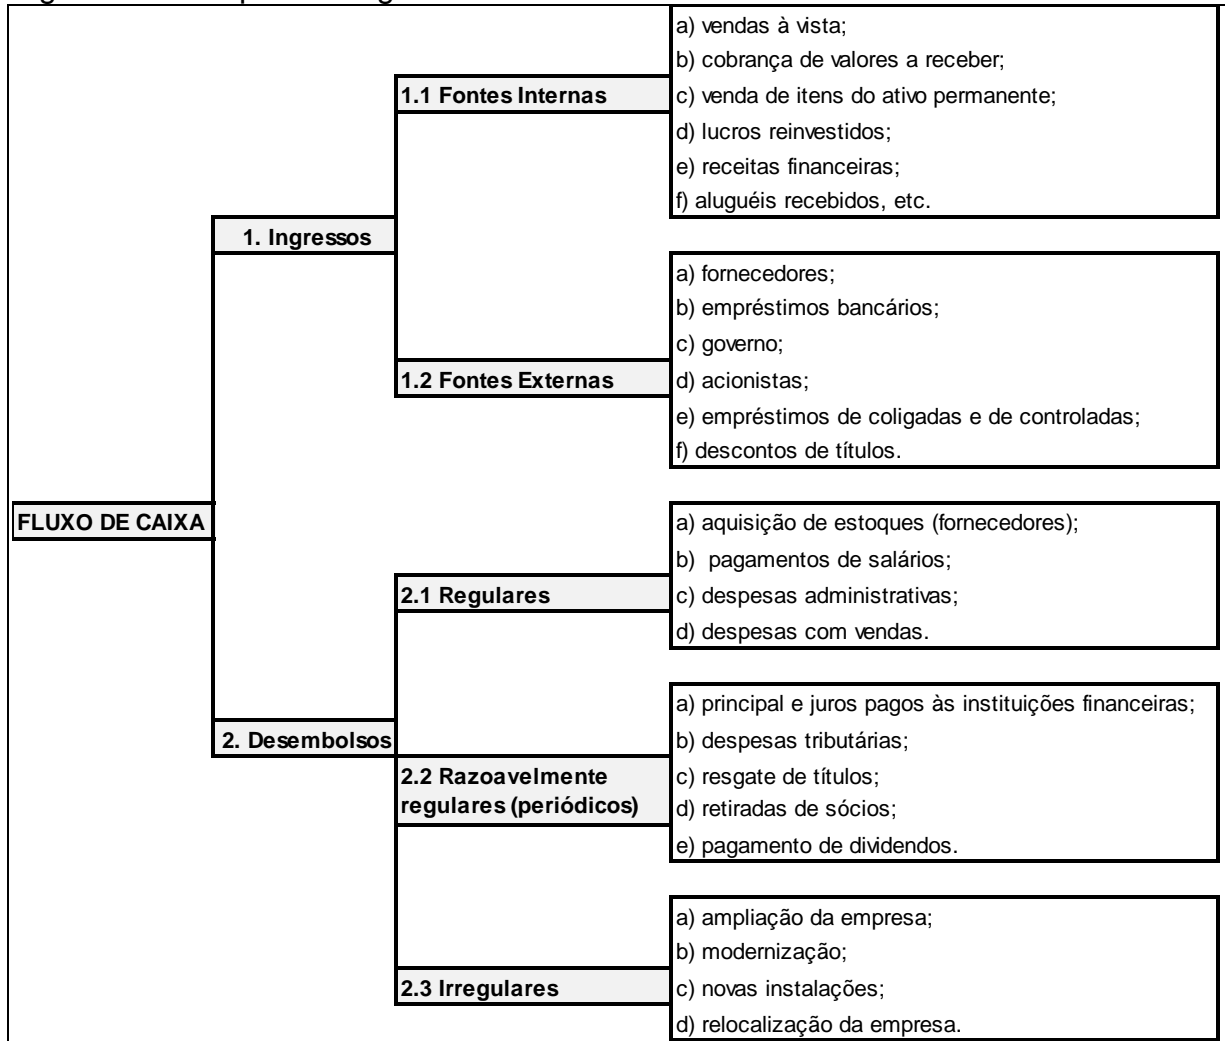 a) vendas à vista;
b) cobrança de valores a receber;
1.1 Fontes Internas
c) venda de itens do ativo permanente;
d) lucros reinvestidos;
e) receitas financeiras;
f) aluguéis recebidos, etc.
1. Ingressos
a) fornecedores;
b) empréstimos bancários;
c) governo;
1.2 Fontes Externas
d) acionistas;
e) empréstimos de coligadas e de controladas;
f) descontos de títulos.
FLUXO DE CAIXA
a) aquisição de estoques (fornecedores);
b) pagamentos de salários;
2.1 Regulares
c) despesas administrativas;
d) despesas com vendas.
a) principal e juros pagos às instituições financeiras;
2. Desembolsos
b) despesas tributárias;
2.2 Razoavelmente
regulares (periódicos)
c) resgate de títulos;
d) retiradas de sócios;
e) pagamento de dividendos.
a) ampliação da empresa;
b) modernização;
2.3 Irregulares
c) novas instalações;
d) relocalização da empresa.